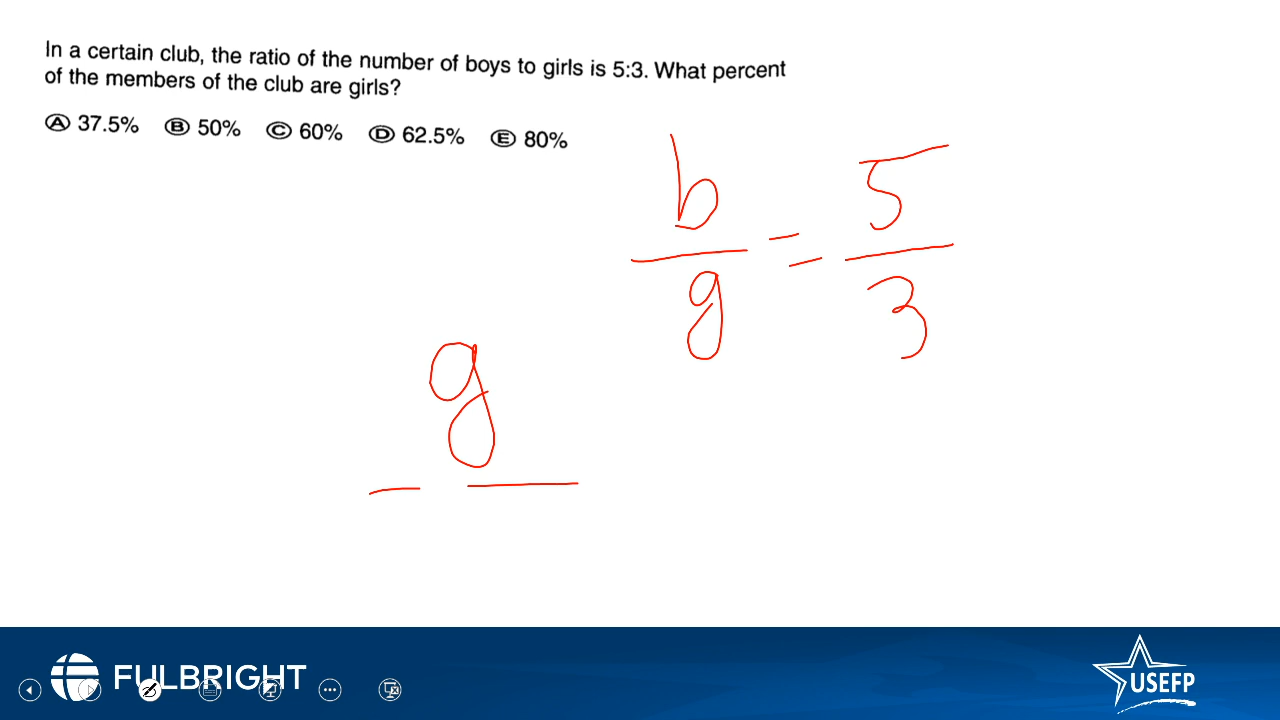 In a certain club, the ratio of the number of boys to girls is 5:3. What percent
of the members of the club are girls?
A 37.5% B 50% C 60% D 62.5% E 80%
b
g
=
5
3
g
FULBRIGHT
USEFP